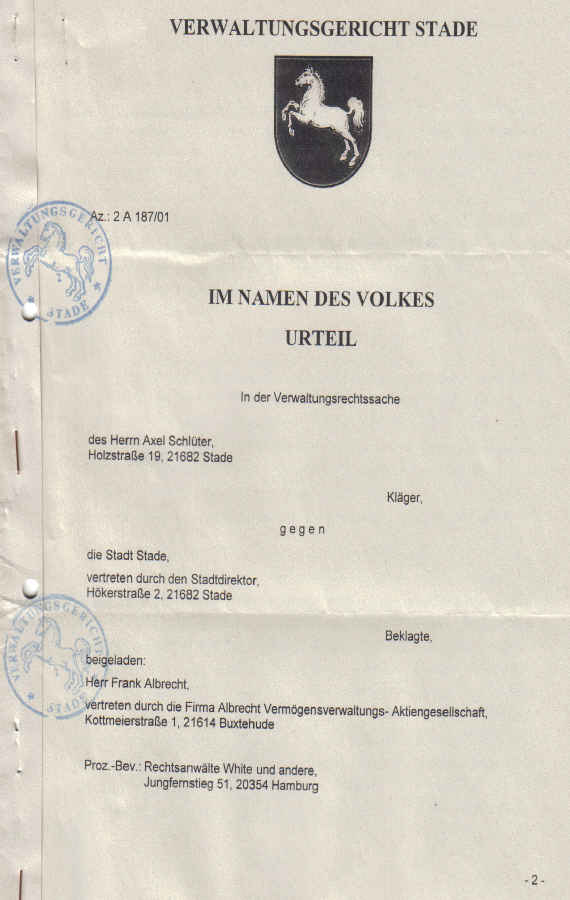 VERWALTUNGSGERICHT STADE
Az.: 2 A 187/01
VERWALTUNGSGERICHT
* STADE *
IM NAMEN DES VOLKES
URTEIL
In der Verwaltungsrechtssache
des Herrn Axel Schlüter,
Holzstraße 19, 21682 Stade
Kläger,
g e g e n
die Stadt Stade,
vertreten durch den Stadtdirektor,
Hökerstraße 2, 21682 Stade
Beklagte,
VERWALTUNGSGERICHT
* STADE *
beigeladen:
Herr Frank Albrecht,
vertreten durch die Firma Albrecht Vermögensverwaltungs- Aktiengesellschaft,
Kottmeierstraße 1, 21614 Buxtehude
Proz.-Bev.: Rechtsanwälte White und andere,
Jungfernstieg 51, 20354 Hamburg
- 2 -